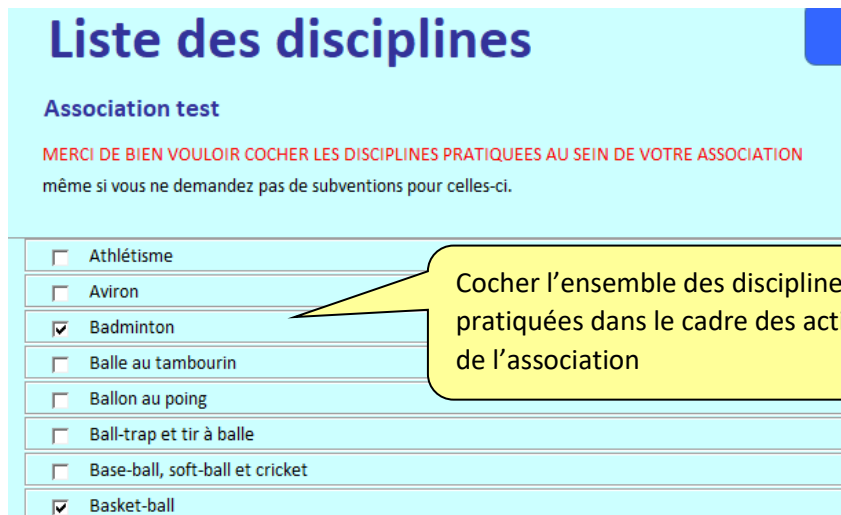 Liste des disciplines
Association test
MERCI DE BIEN VOULOIR COCHER LES DISCIPLINES PRATIQUEES AU SEIN DE VOTRE ASSOCIATION
même si vous ne demandez pas de subventions pour celles-ci.
Athlétisme
Aviron
Badminton
Balle au tambourin
Ballon au poing
Ball-trap et tir à balle
Base-ball, soft-ball et cricket
Basket-ball
Cocher l’ensemble des discipline
pratiquées dans le cadre des acti
de l’association